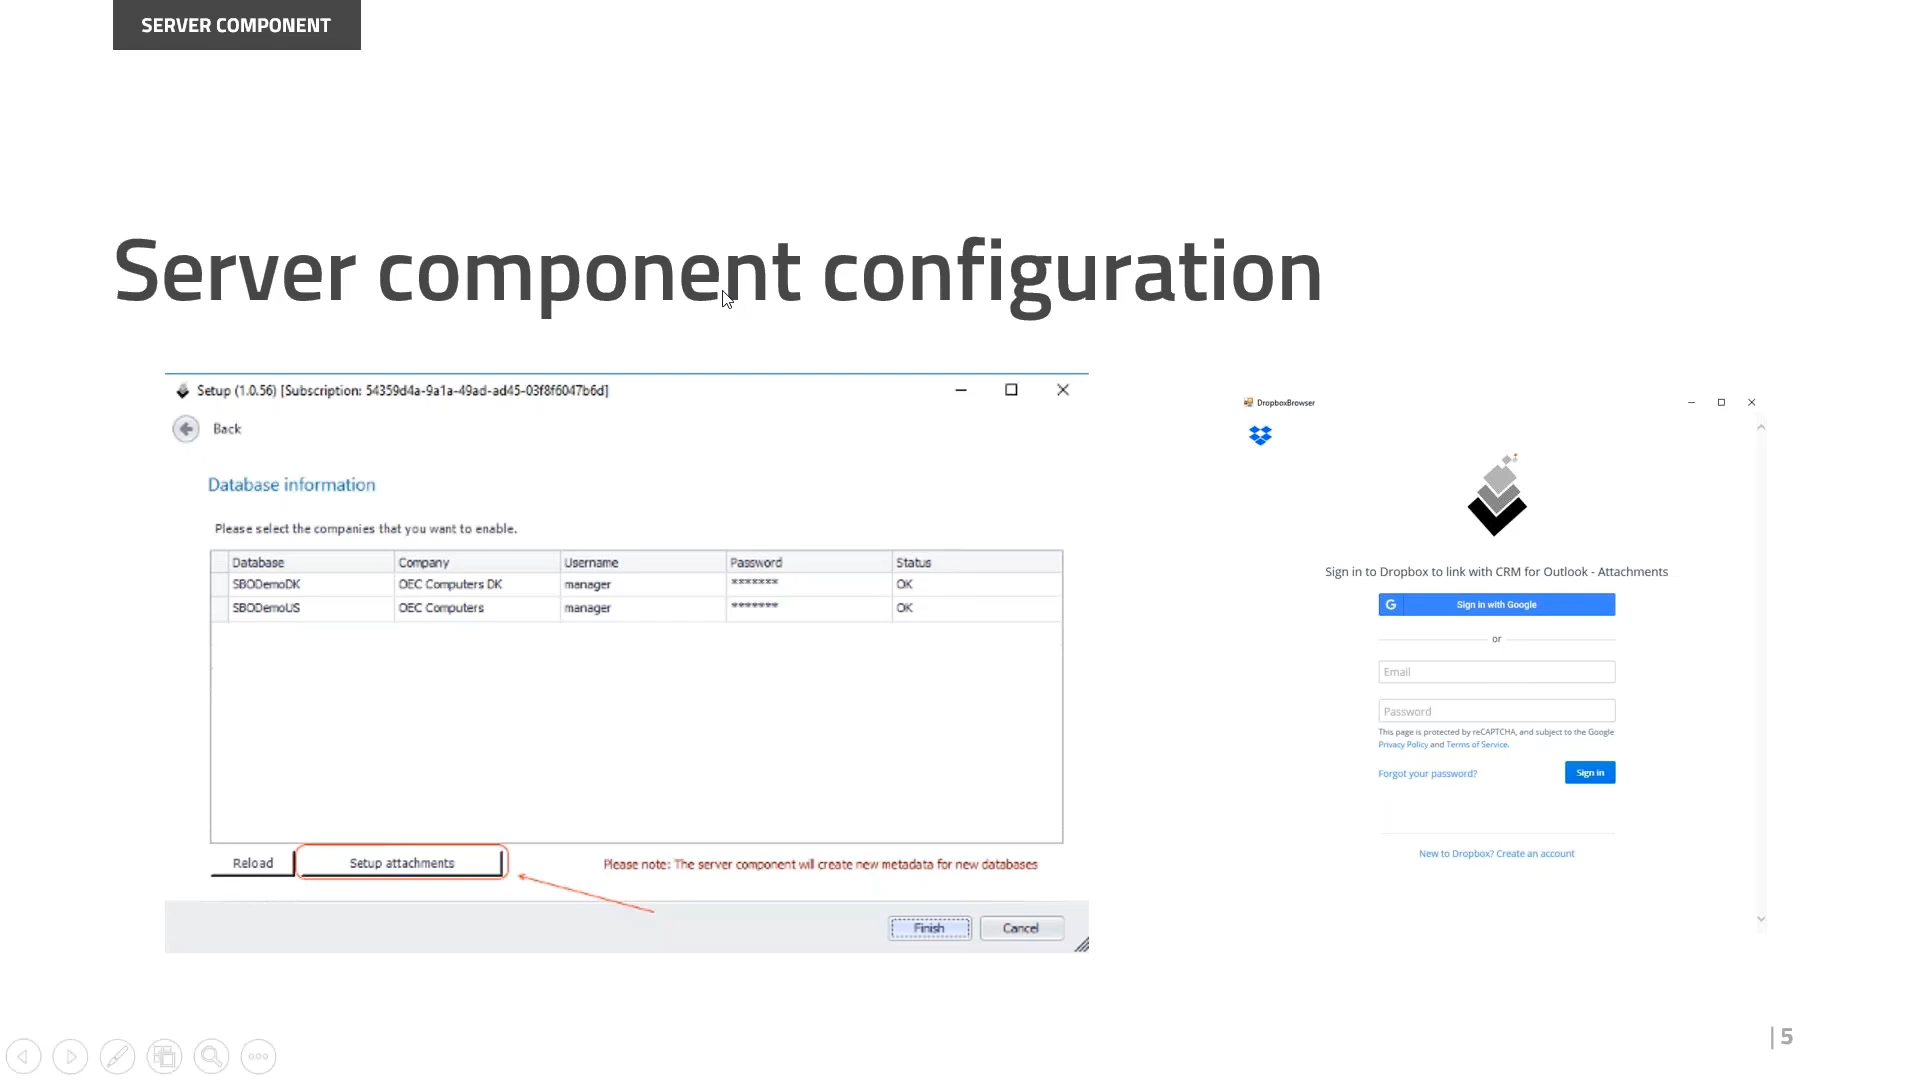 SERVER COMPONENT
Server component configuration
Setup (1.0.56) [Subscription: 54359d4a-9a1a-49ad-ad45-03f8f6047b6d]
Back
Database information
Please select the companies that you want to enable.
Database Company Username Password Status
SBODemoDK OEC Computers DK manager ******* OK
SBODemoUS OEC Computers manager ******* OK
Reload Setup attachments Please note: The server component will create new metadata for new databases
Finish Cancel
DropboxBrowser
Sign in to Dropbox to link with CRM for Outlook - Attachments
G Sign in with Google
or
Email
Password
This page is protected by reCAPTCHA, and subject to the Google
Privacy Policy and Terms of Service.
Forgot your password? Sign in
New to Dropbox? Create an account
| 5